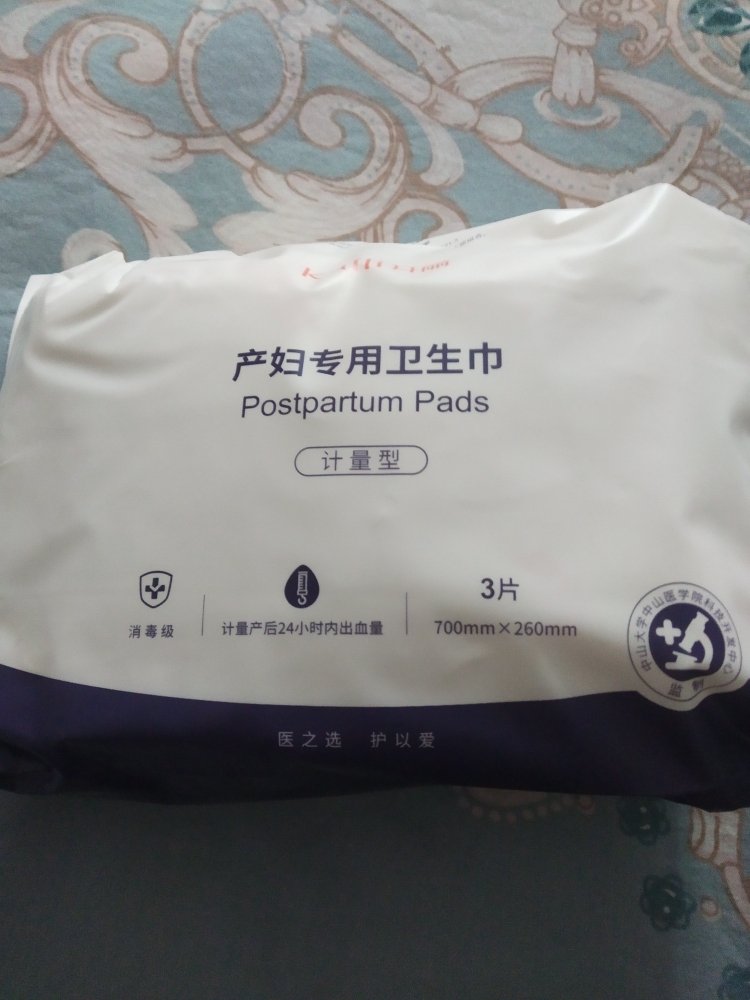 产妇专用卫生巾
Postpartum Pads
计量型
消毒级
计量产后24小时内出血量
3片
700mm×260mm
中山大学中山医学院科技开发中心
监制
医之选 护以爱